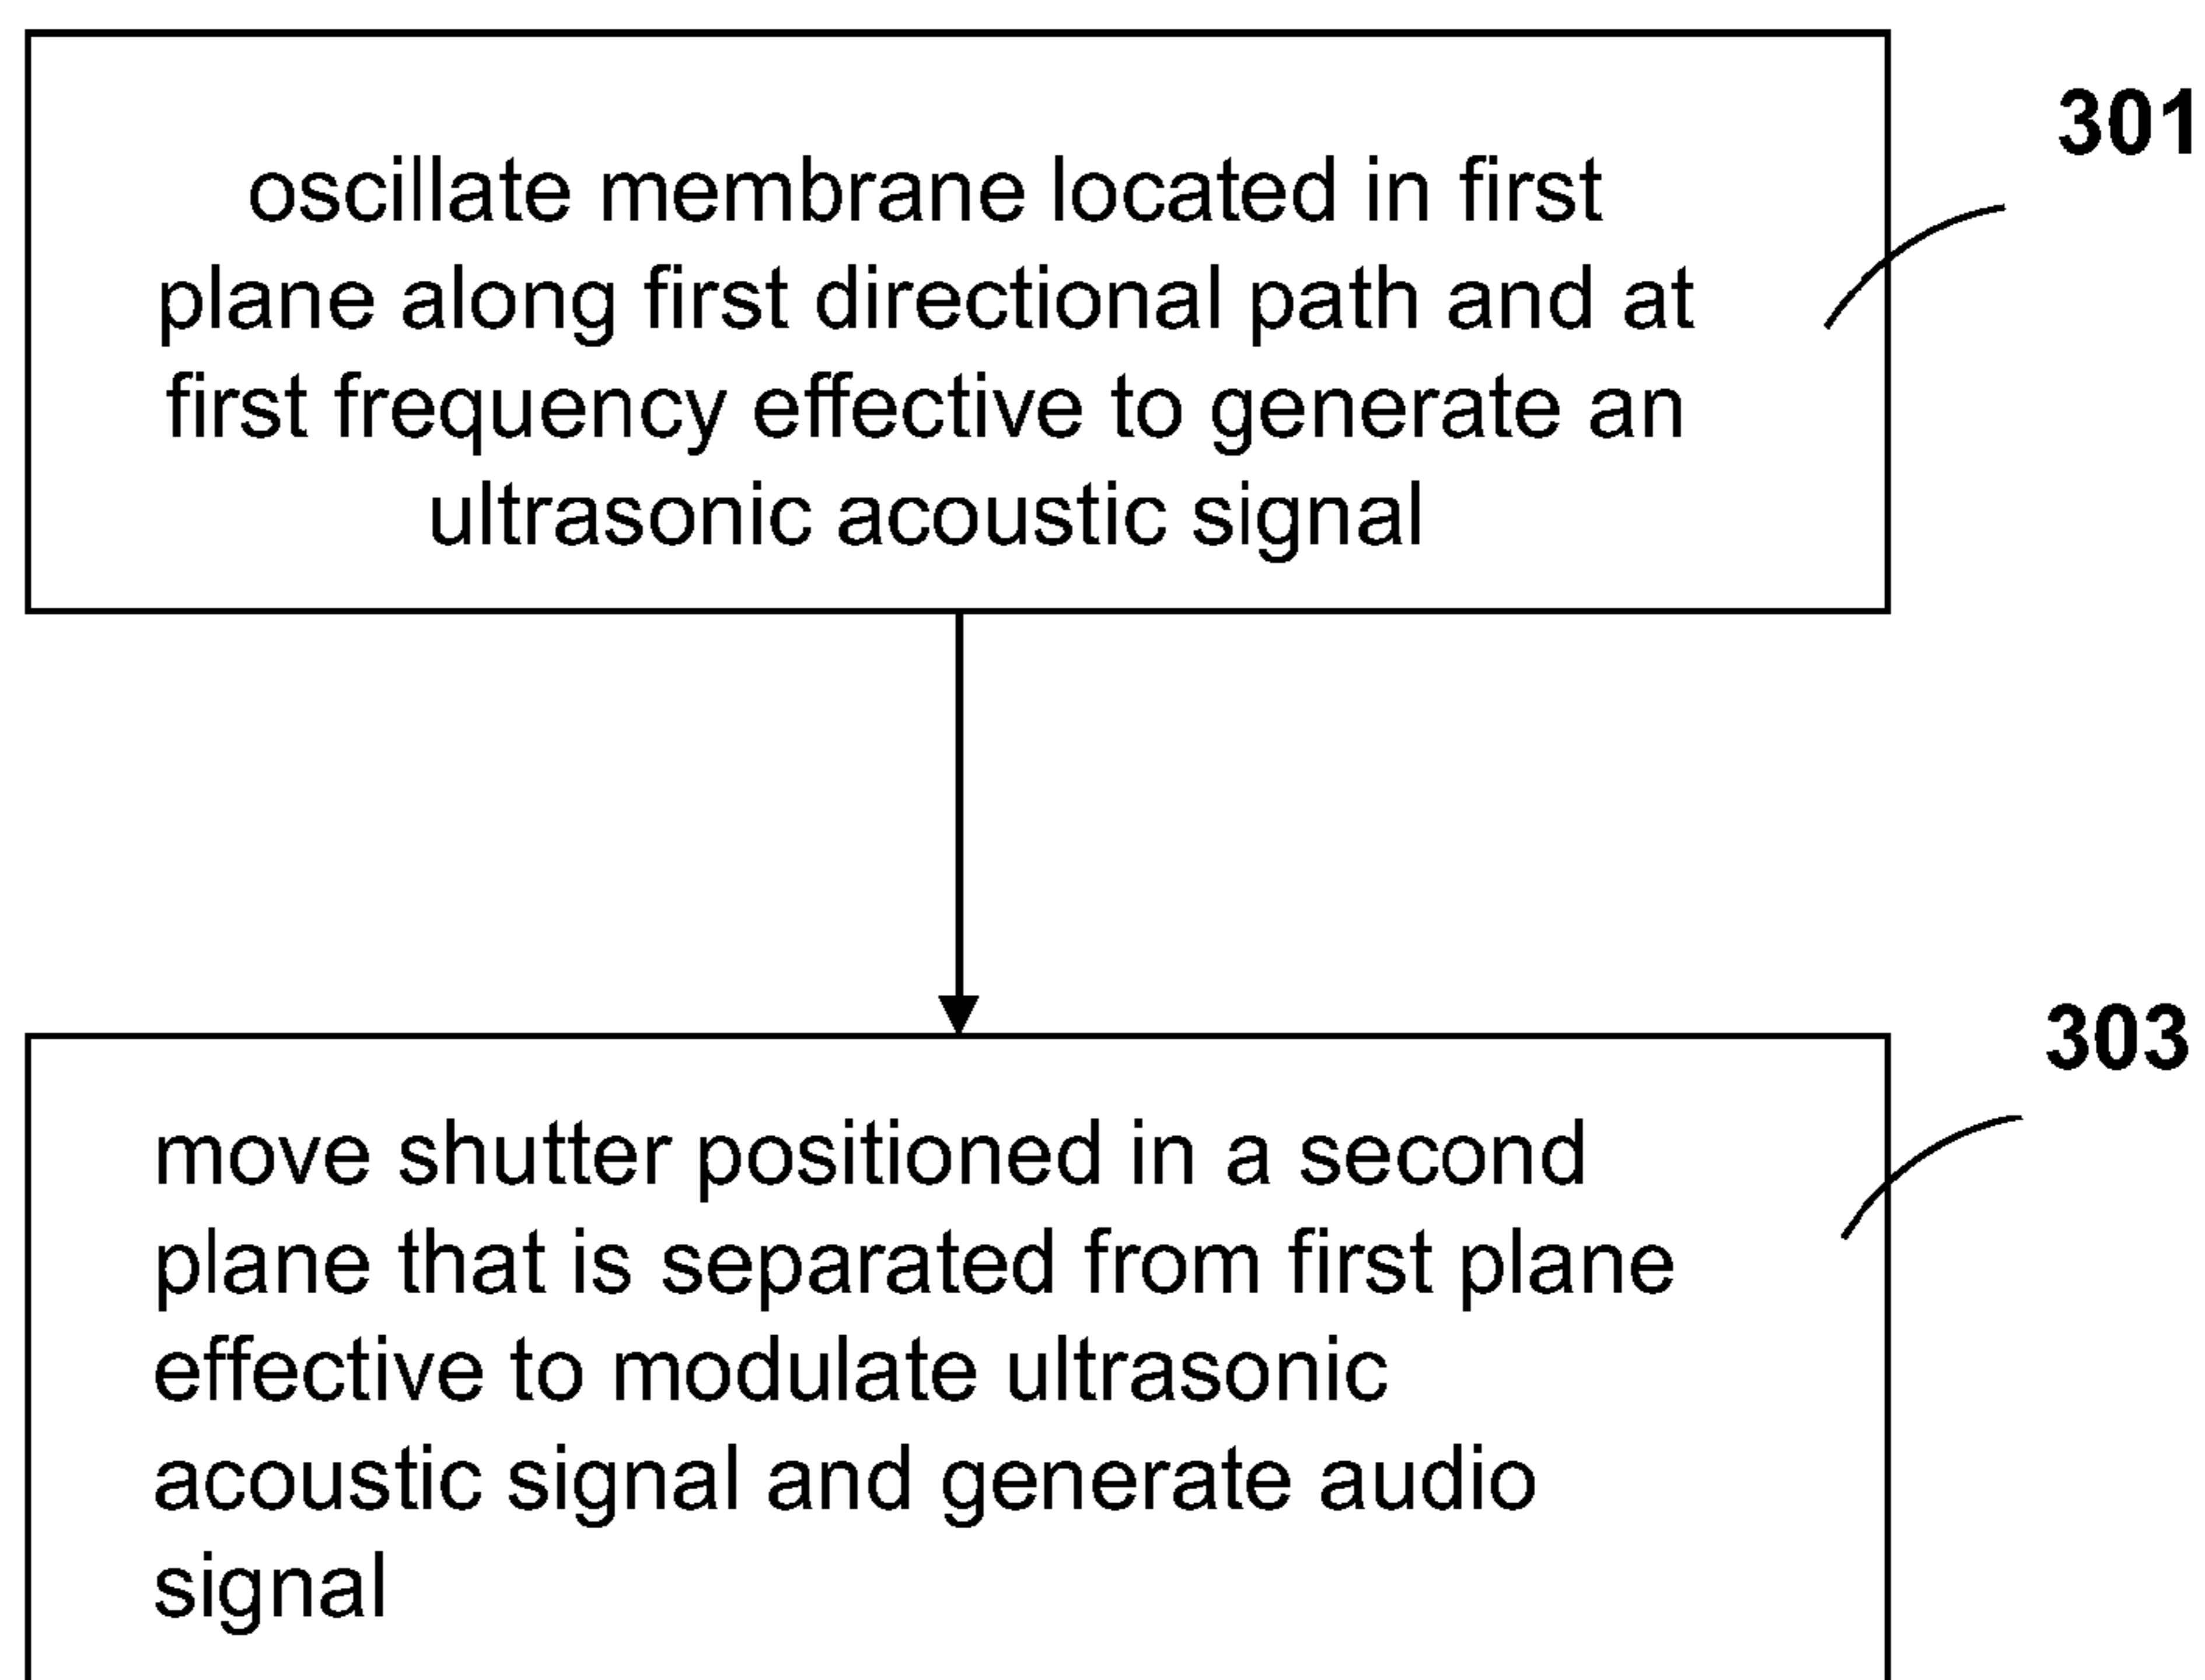 301
oscillate membrane located in first
plane along first directional path and at
first frequency effective to generate an
ultrasonic acoustic signal
303
move shutter positioned in a second
plane that is separated from first plane
effective to modulate ultrasonic
acoustic signal and generate audio
signal